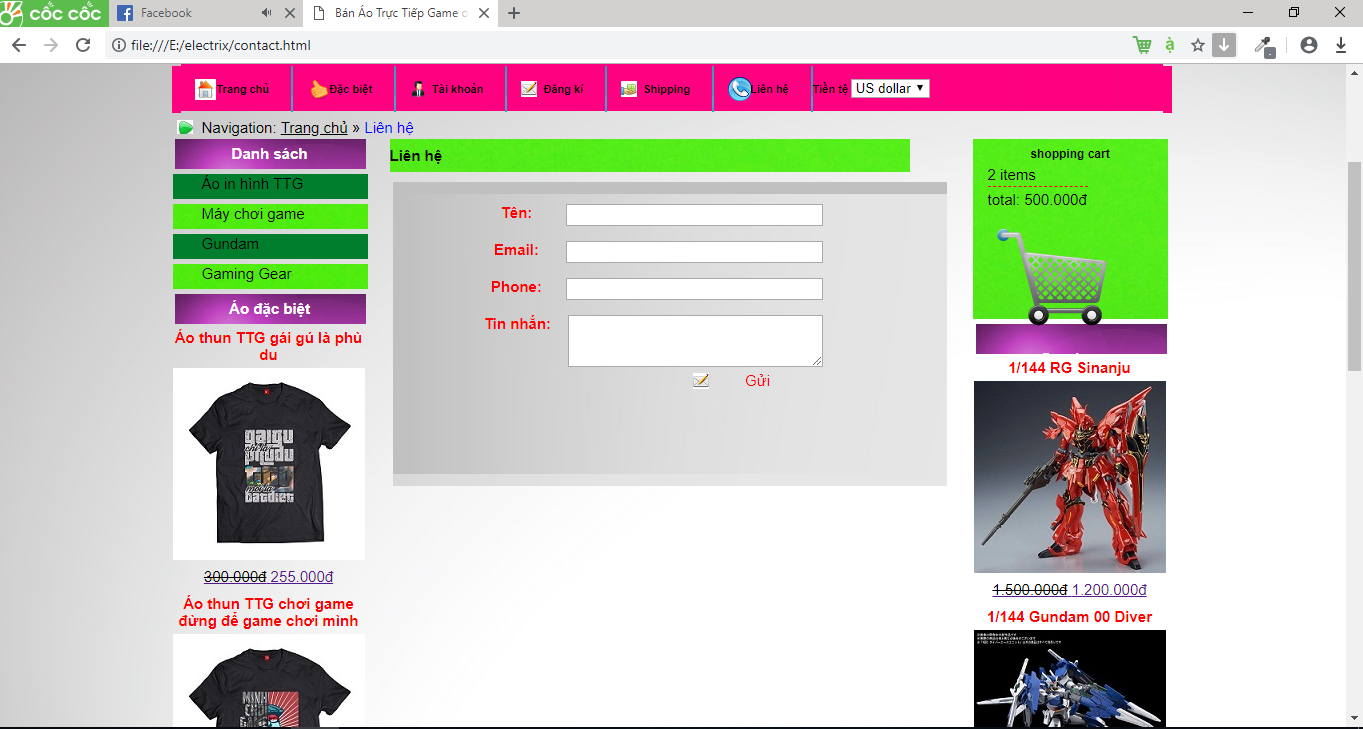 cốc cốc
Facebook
Bán Áo Trực Tiếp Game o
file:///E:/electrix/contact.html
Trang chủ
Đặc biệt
Tài khoản
Đăng kí
Shipping
Liên hệ
Tiền tệ
US dollar
Navigation: Trang chủ » Liên hệ
Danh sách
Áo in hình TTG
Máy chơi game
Gundam
Gaming Gear
Áo đặc biệt
Áo thun TTG gái gú là phù
du
GAIGU
PHUDU
BATDIET
300.000đ 255.000đ
Áo thun TTG chơi game
đừng để game chơi mình
MINH
CHOI
Liên hệ
Tên:
Email:
Phone:
Tin nhắn:
Gửi
shopping cart
2 items
total: 500.000đ
1/144 RG Sinanju
1.500.000đ 1.200.000đ
1/144 Gundam 00 Diver